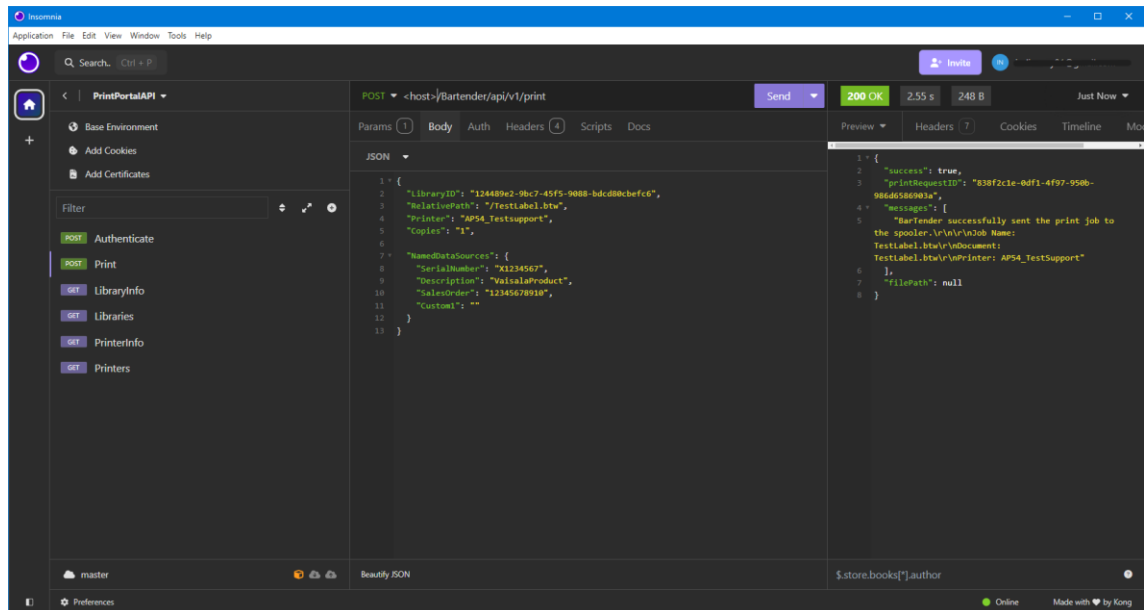 Insomnia
Application File Edit View Window Tools Help
Search.. Ctrl + P
Invite
IN
PrintPortalAPI
Base Environment
Add Cookies
Add Certificates
Filter
POST Authenticate
POST Print
GET LibraryInfo
GET Libraries
GET PrinterInfo
GET Printers
master
Preferences
POST <host>/Bartender/api/v1/print
Send
Params 1 Body Auth Headers 4 Scripts Docs
JSON
1 {
2 "LibraryID": "124489e2-9bc7-45f5-9088-bdcd80cbefc6",
3 "RelativePath": "/TestLabel.btw",
4 "Printer": "AP54_Testsupport",
5 "Copies": "1",
6
7 "NamedDataSources": {
8 "SerialNumber": "X1234567",
9 "Description": "VaisalaProduct",
10 "SalesOrder": "12345678910",
11 "Custom1": ""
12 }
13 }
Beautify JSON
200 OK 2.55 s 248 B Just Now
Preview Headers 7 Cookies Timeline Moc
1 {
2 "success": true,
3 "printRequestID": "838f2c1e-0df1-4f97-950b-
986d6586903a",
4 "messages": [
5 "BarTender successfully sent the print job to
the spooler.\r\n\r\nJob Name:
TestLabel.btw\r\nDocument:
TestLabel.btw\r\nPrinter: AP54_TestSupport"
6 ],
7 "filePath": null
8 }
$.store.books[*].author
Online Made with ♥ by Kong